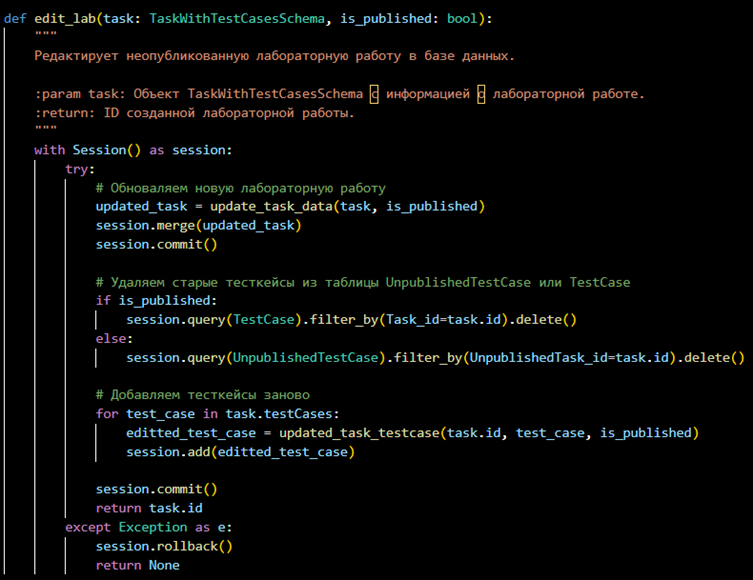 def edit_lab(task: TaskWithTestCasesSchema, is_published: bool):
    """
    Редактирует неопубликованную лабораторную работу в базе данных.

    :param task: Объект TaskWithTestCasesSchema с информацией о лабораторной работе.
    :return: ID созданной лабораторной работы.
    """
    with Session() as session:
        try:
            # Обноваляем новую лабораторную работу
            updated_task = update_task_data(task, is_published)
            session.merge(updated_task)
            session.commit()

            # Удаляем старые тесткейсы из таблицы UnpublishedTestCase или TestCase
            if is_published:
                session.query(TestCase).filter_by(Task_id=task.id).delete()
            else:
                session.query(UnpublishedTestCase).filter_by(UnpublishedTask_id=task.id).delete()

            # Добавляем тесткейсы заново
            for test_case in task.testCases:
                editted_test_case = updated_task_testcase(task.id, test_case, is_published)
                session.add(editted_test_case)

            session.commit()
            return task.id
        except Exception as e:
            session.rollback()
            return None